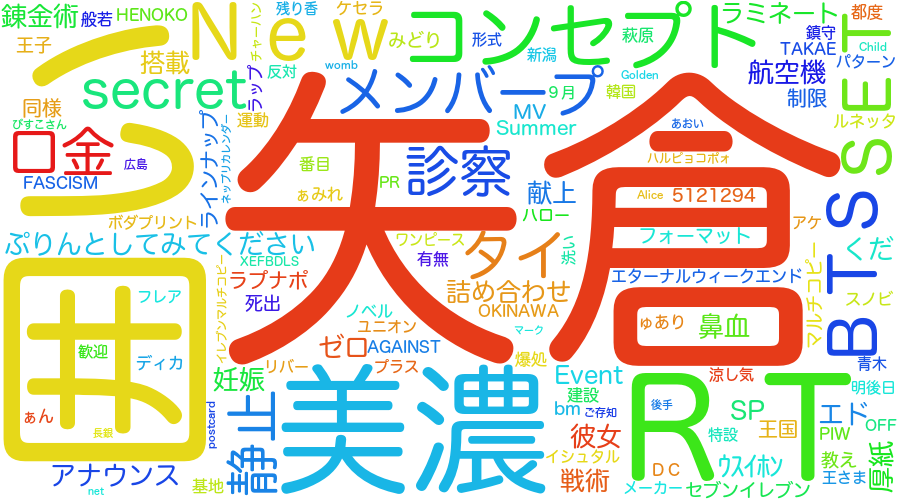 錬金術
般若
HENOKO
王子
搭載
同様
ぴすこさん
う
New
チャーハン
残り香
ケセラ
みどり
反対
ラップ
womb
運動
コンセプト
形式
新潟
萩原
Golden
9月
韓国
ラミネート
都度
鎮守
TAKAE
Child
パターン
航空機
制限
ルネッタ
SET
secret
メンバープ
MV
Summer
あおい
ハルピョコポォ
金
広島
FASCISM
つ
ラインナップ
ネップリカレンダー
ボダプリント
番目
ぁみれ
PR
矢倉
診察
献上
ハロー
Alice
5121294
フォーマット
アケ
BTS
くだ
ぷりんとしてみてください
XEFBDLS
ワンピース
有無
タイ
ラプナポ
死出
詰め合わせ
OKINAWA
エターナルウィークエンド
マルチコピー
スノビ
イレブンマルチコピー
フレア
歓迎
ディカ
ぁん
長銀
囲
ノベル
ユニオン
マーク
ゼロ
AGAINST
爆処
リバー
プラス
ゅあり
鼻血
青木
妊娠
静止
美濃
Event
建設
bm
ご存知
涼し気
明後日
postcard
彼女
後手
RT
SP
特設
王国
エド
OFF
PIW
アナウンス
net
基地
イシュタル
戦術
DC
メーカー
ウスイホン
セブンイレブン
教え
王さま
厚紙